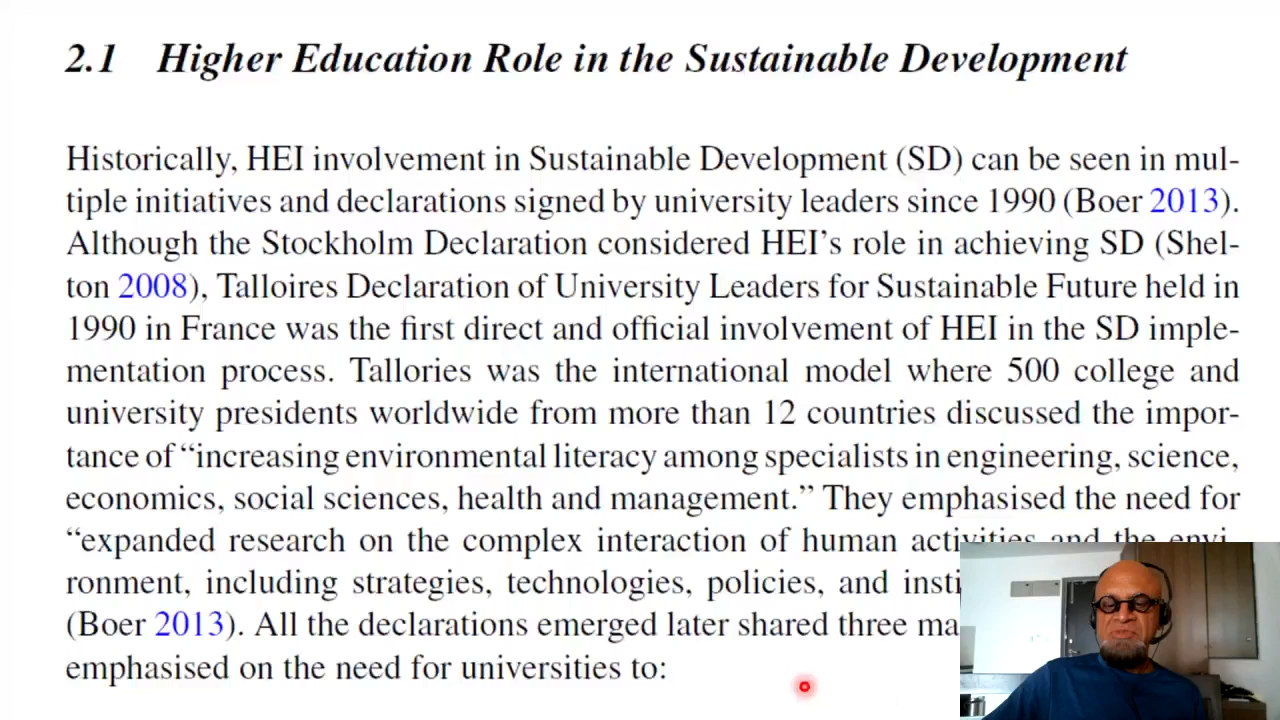 2.1 Higher Education Role in the Sustainable Development
Historically, HEI involvement in Sustainable Development (SD) can be seen in mul-
tiple initiatives and declarations signed by university leaders since 1990 (Boer 2013).
Although the Stockholm Declaration considered HEI's role in achieving SD (Shel-
ton 2008), Talloires Declaration of University Leaders for Sustainable Future held in
1990 in France was the first direct and official involvement of HEI in the SD imple-
mentation process. Tallories was the international model where 500 college and
university presidents worldwide from more than 12 countries discussed the impor-
tance of “increasing environmental literacy among specialists in engineering, science,
economics, social sciences, health and management.” They emphasised the need for
“expanded research on the complex interaction of human activities and the envi-
ronment, including strategies, technologies, policies, and
(Boer 2013). All the declarations emerged later shared three
emphasised on the need for universities to: